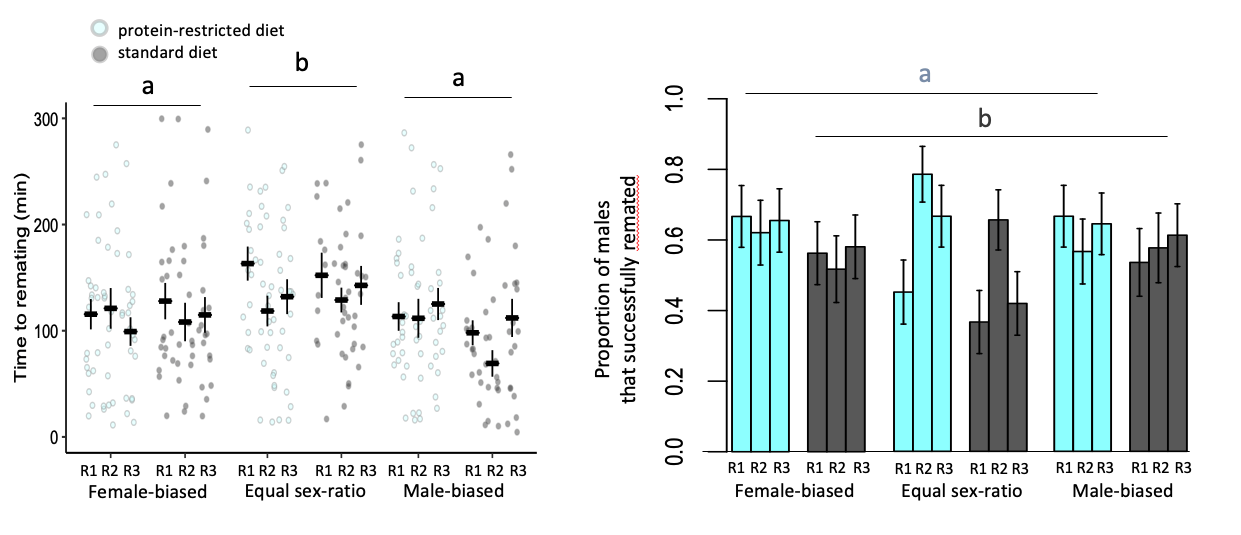 protein-restricted diet
standard diet
a
b
a
Time to remating (min)
300
200
100
0
R1 R2 R3 R1 R2 R3 R1 R2 R3 R1 R2 R3 R1 R2 R3 R1 R2 R3
Female-biased Equal sex-ratio Male-biased
a
b
Proportion of males
that successfully remated
1.0
0.8
0.6
0.4
0.2
0.0
R1 R2 R3 R1 R2 R3 R1 R2 R3 R1 R2 R3 R1 R2 R3 R1 R2 R3
Female-biased Equal sex-ratio Male-biased